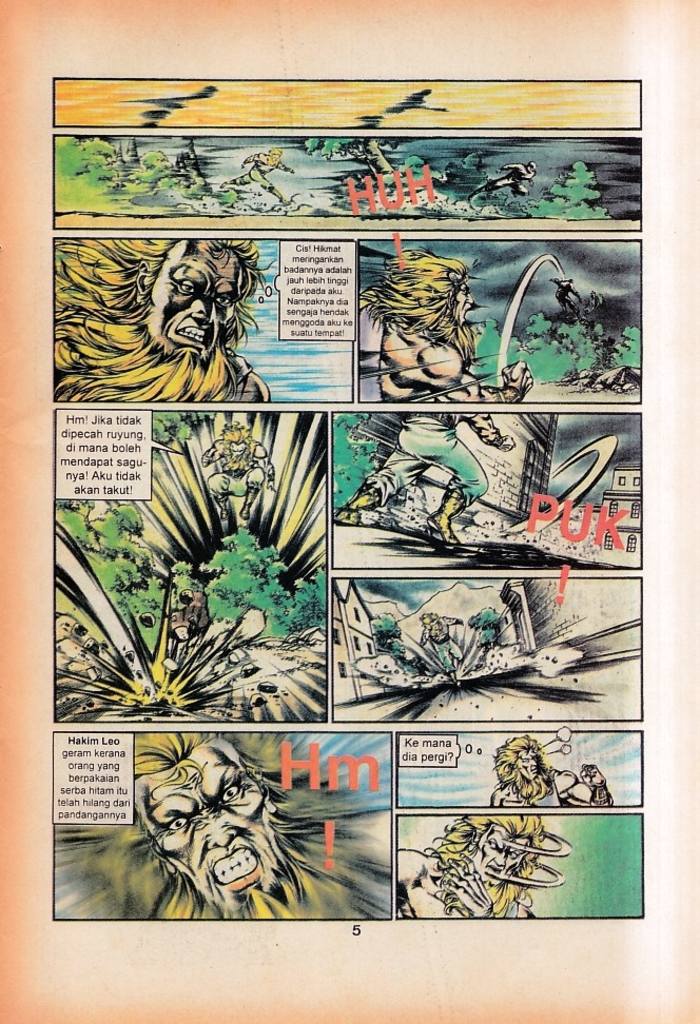 HUH
!
Cis! Hikmat
meringankan
badannya adalah
jauh lebih tinggi
daripada aku.
Nampaknya dia
sengaja hendak
menggoda aku ke
suatu tempat!
Hm! Jika tidak
dipecah ruyung,
di mana boleh
mendapat sagu-
nya! Aku tidak
akan takut!
PUK
!
Hakim Leo
geram kerana
orang yang
berpakaian
serba hitam itu
telah hilang dari
pandangannya
Hm
!
Ke mana
dia pergi?
5